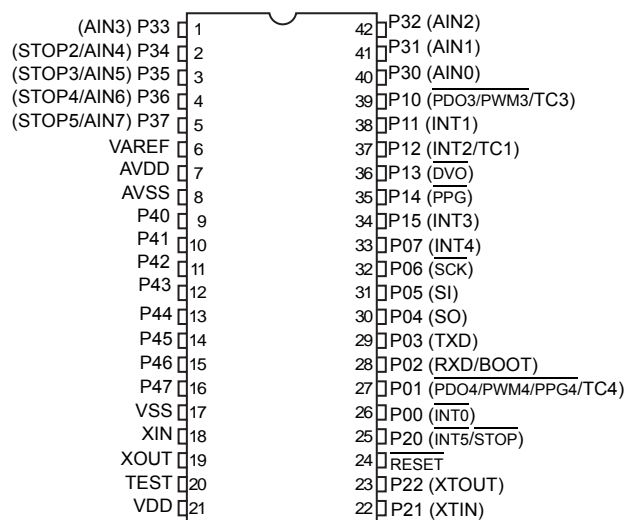 (AIN3) P33 1 42 P32 (AIN2)
(STOP2/AIN4) P34 2 41 P31 (AIN1)
(STOP3/AIN5) P35 3 40 P30 (AIN0)
(STOP4/AIN6) P36 4 39 P10 (PDO3/PWM3/TC3)
(STOP5/AIN7) P37 5 38 P11 (INT1)
VAREF 6 37 P12 (INT2/TC1)
AVDD 7 36 P13 (DVO)
AVSS 8 35 P14 (PPG)
P40 9 34 P15 (INT3)
P41 10 33 P07 (INT4)
P42 11 32 P06 (SCK)
P43 12 31 P05 (SI)
P44 13 30 P04 (SO)
P45 14 29 P03 (TXD)
P46 15 28 P02 (RXD/BOOT)
P47 16 27 P01 (PDO4/PWM4/PPG4/TC4)
VSS 17 26 P00 (INT0)
XIN 18 25 P20 (INT5/STOP)
XOUT 19 24 RESET
TEST 20 23 P22 (XTOUT)
VDD 21 22 P21 (XTIN)